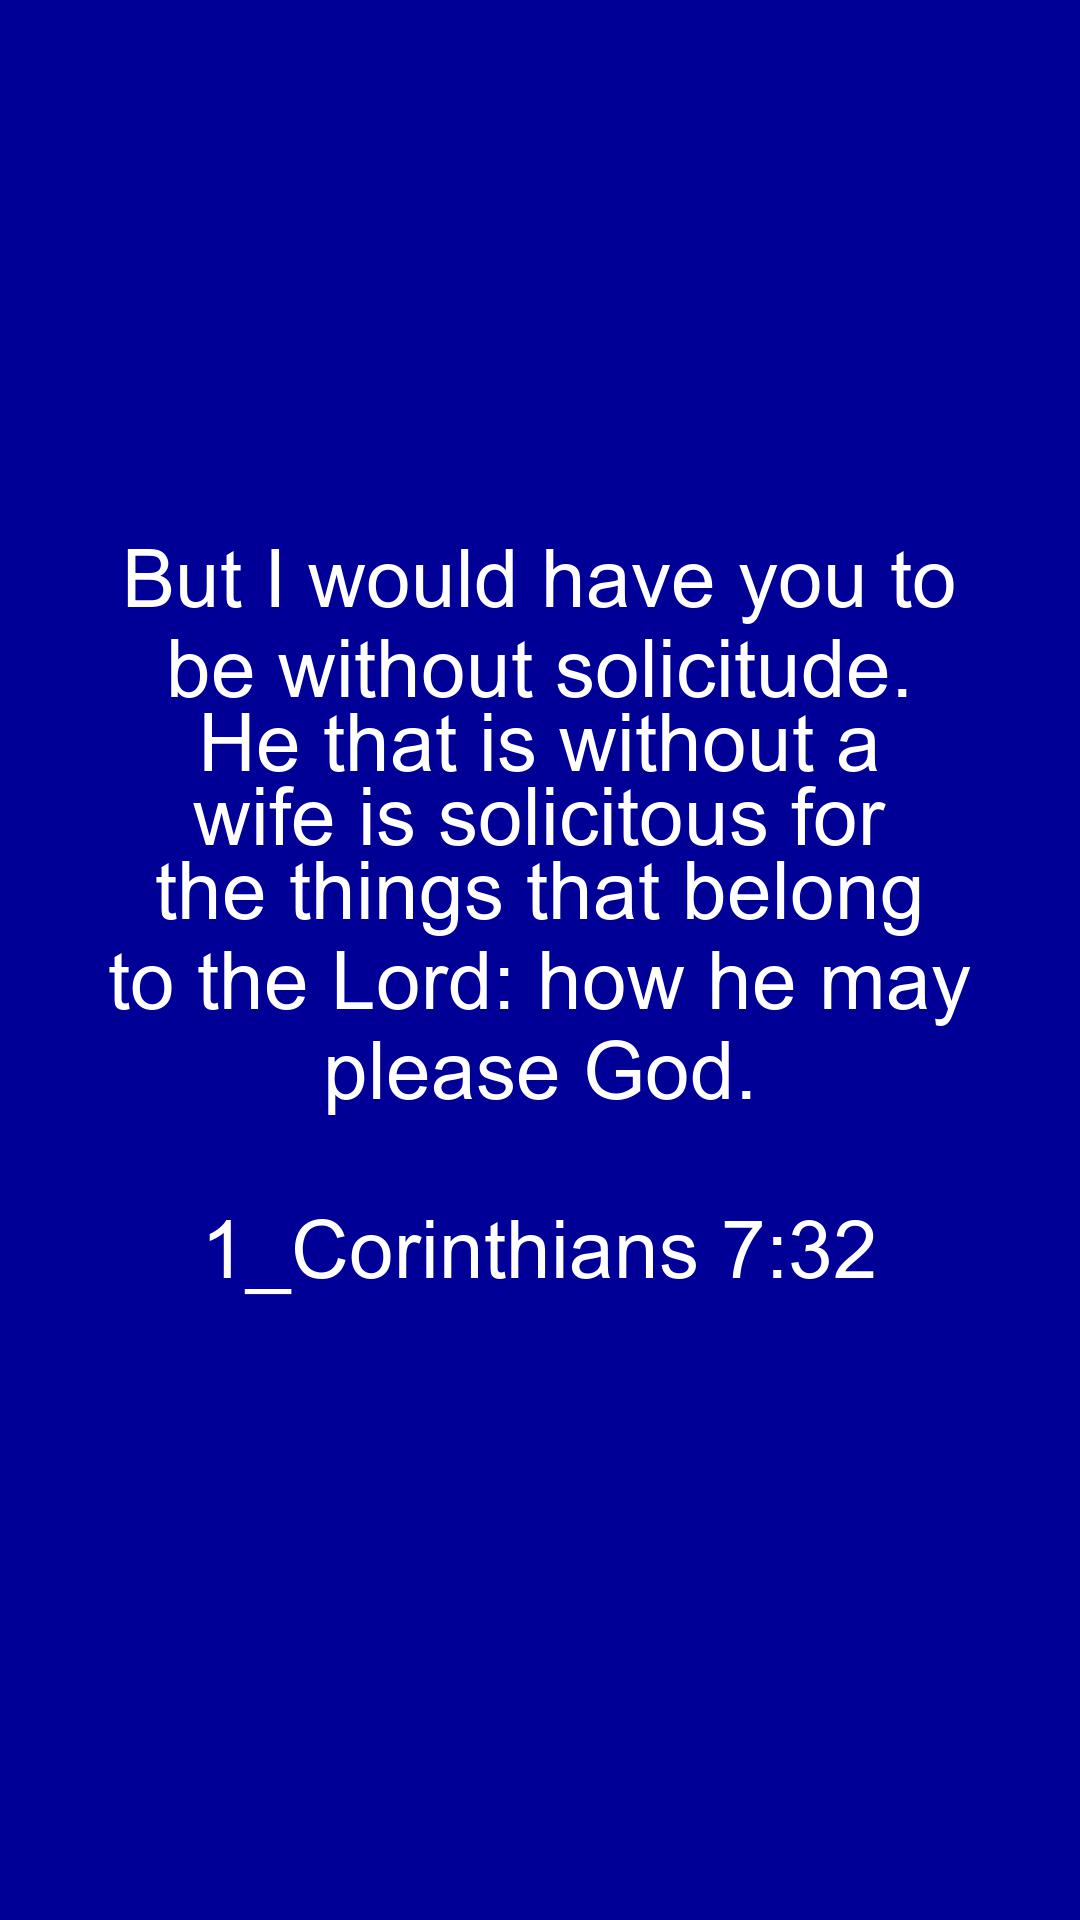 But I would have you to
be without solicitude.
He that is without a
wife is solicitous for
the things that belong
to the Lord: how he may
please God.
1_Corinthians 7:32